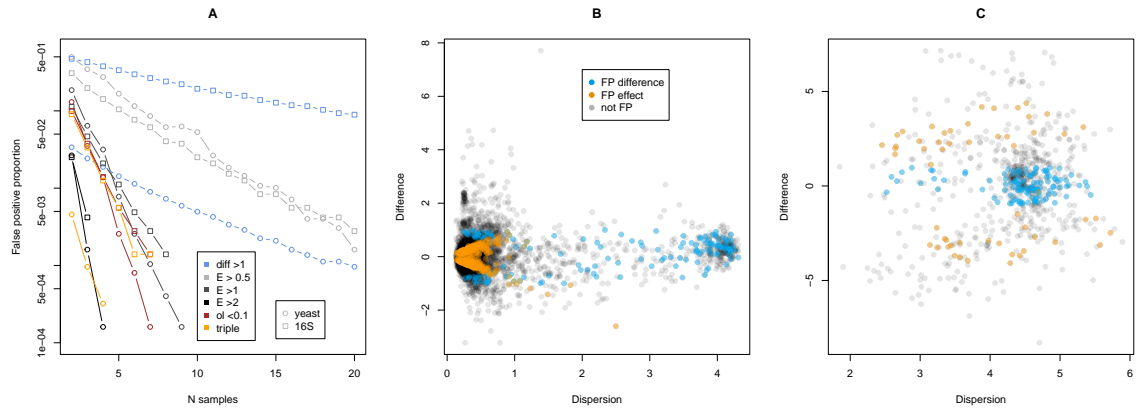 A
5e−01
5e−02
5e−03
5e−04
1e−04
False positive proportion
5
10
15
20
N samples
diff >1
E > 0.5
E >1
E >2
ol <0.1
triple
yeast
16S
B
8
6
4
2
0
−2
Difference
0
1
2
3
4
Dispersion
FP difference
FP effect
not FP
C
5
0
−5
Difference
2
3
4
5
6
Dispersion